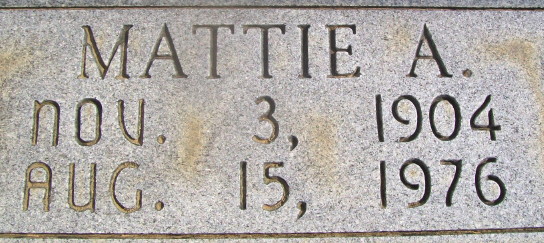 MATTIE A.
NOV. 3, 1904
AUG. 15, 1976